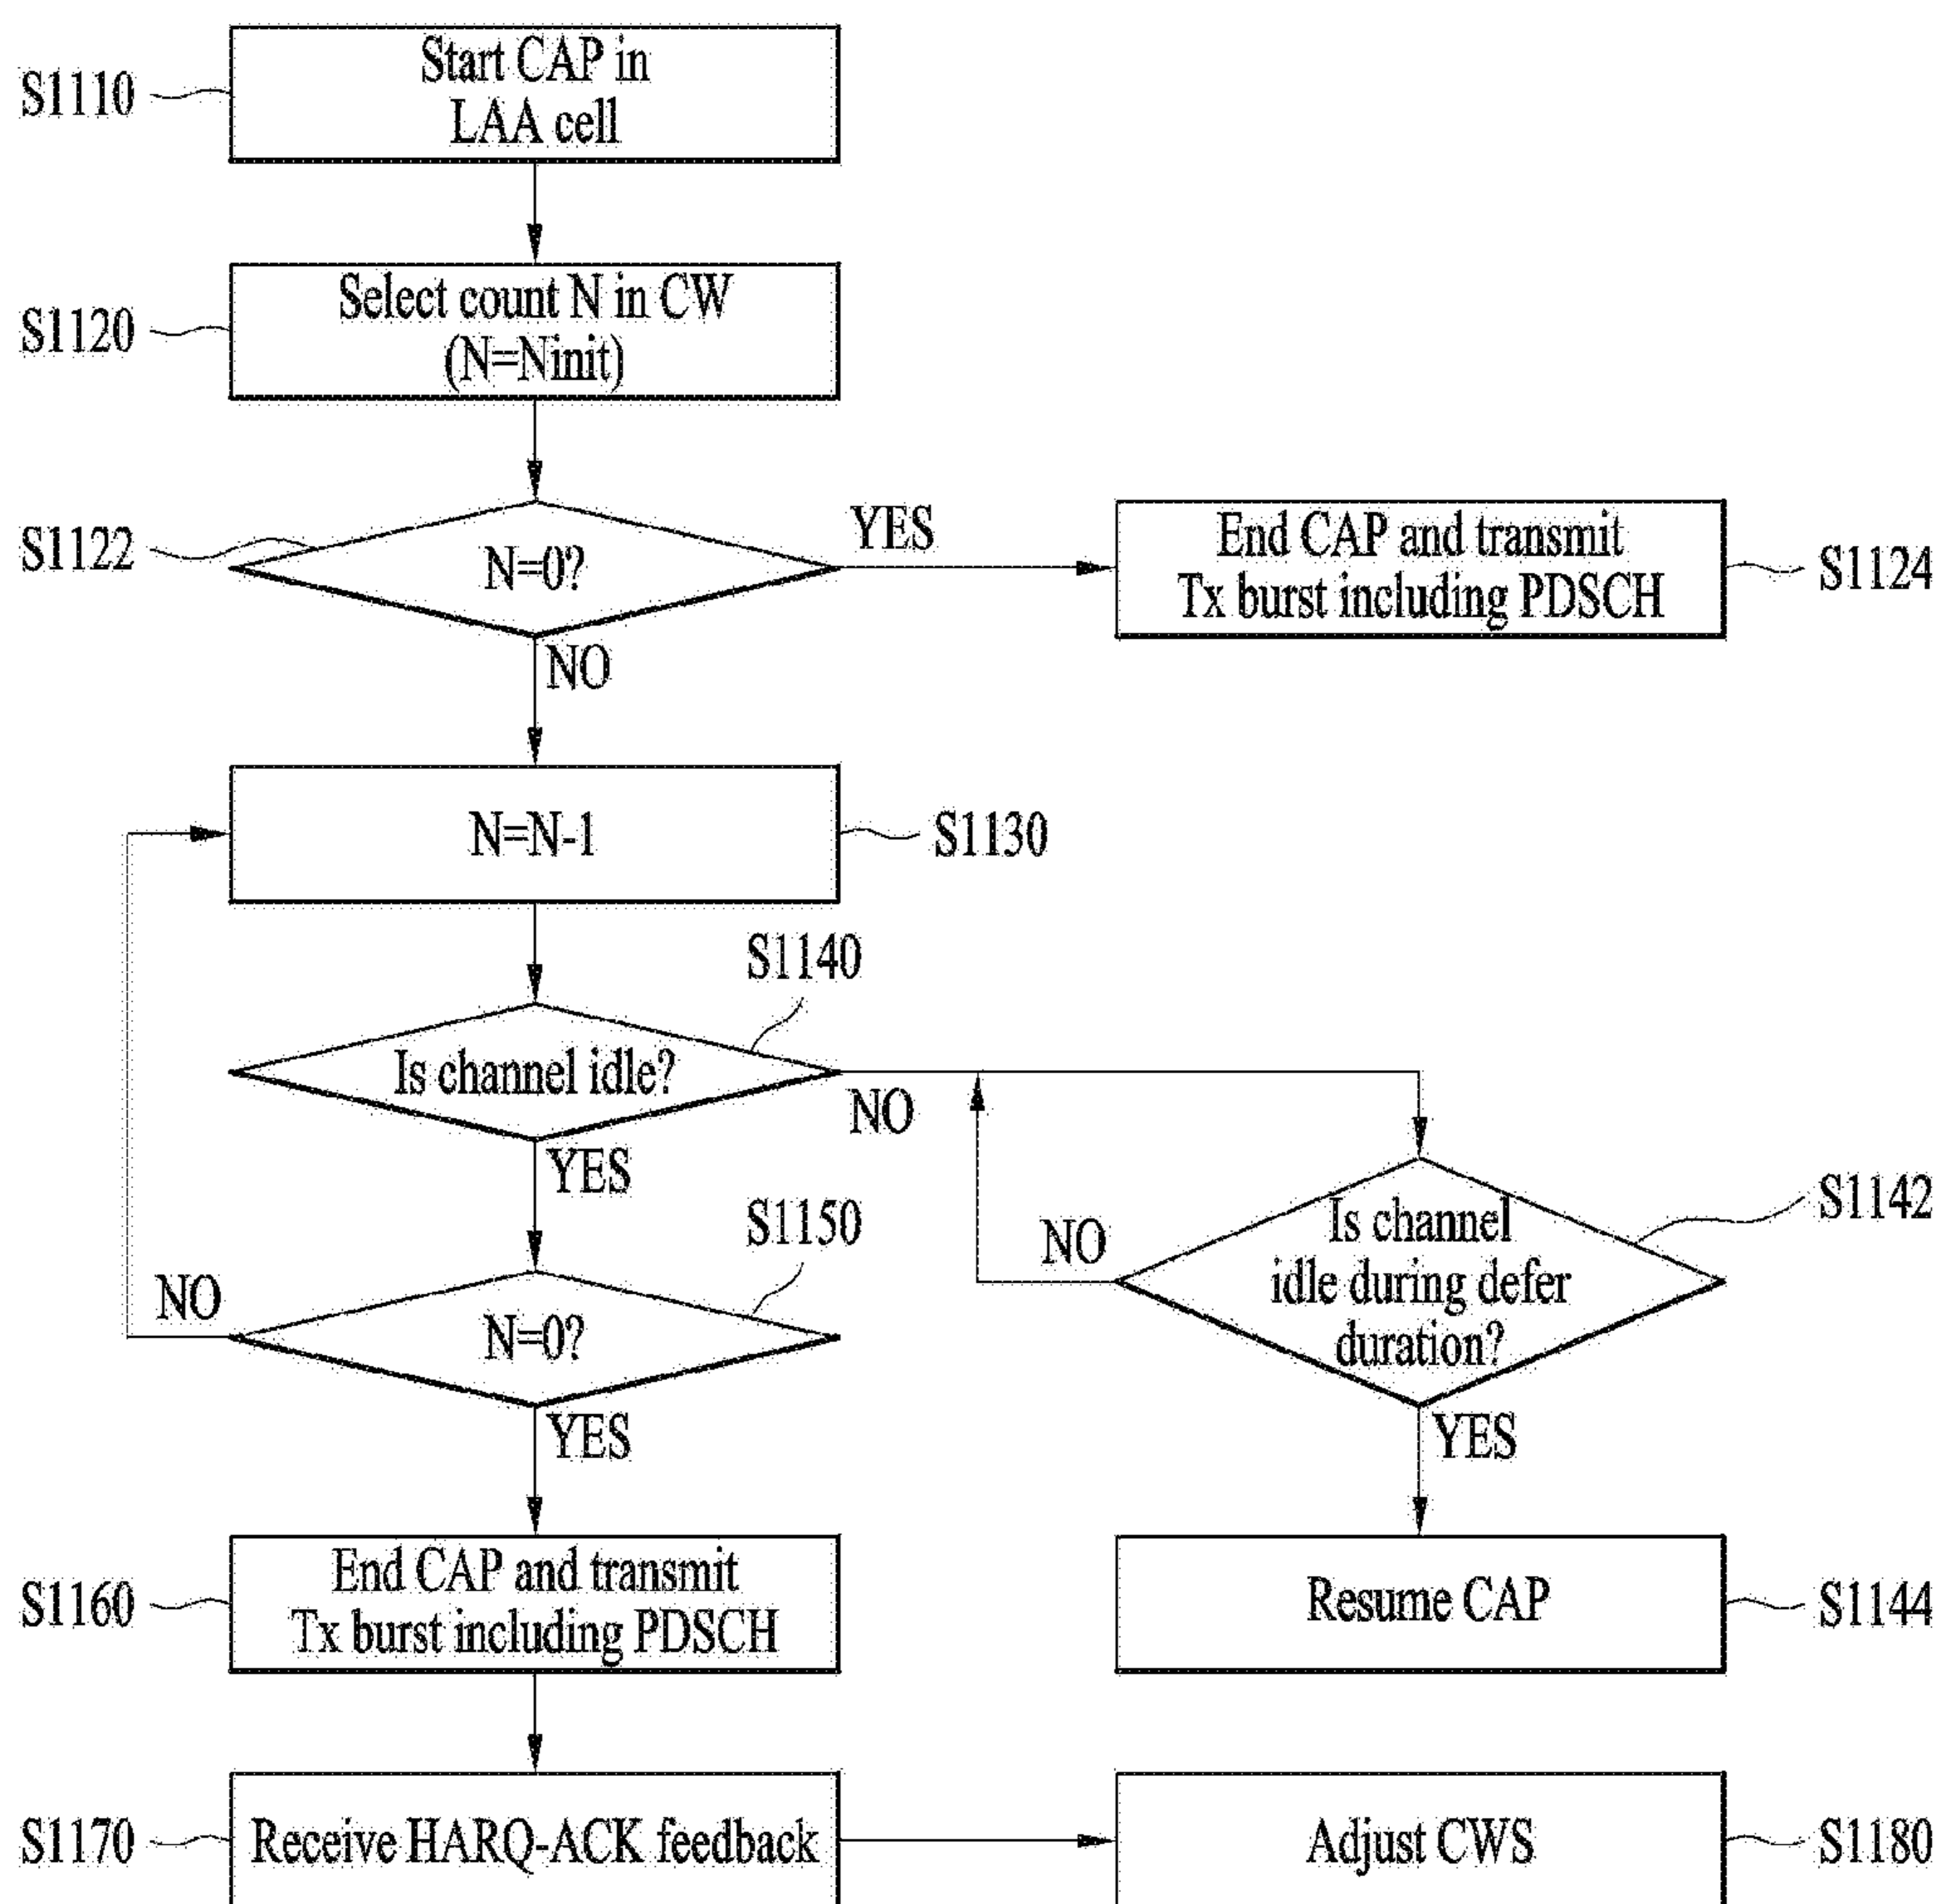 S1110
Start CAP in
LAA cell
S1120
Select count N in CW
(N=Ninit)
S1122
N=0?
YES
End CAP and transmit
Tx burst including PDSCH
S1124
NO
N=N-1
S1130
S1140
Is channel idle?
NO
YES
S1150
NO
N=0?
YES
NO
Is channel
idle during defer
duration?
S1142
YES
S1160
End CAP and transmit
Tx burst including PDSCH
Resume CAP
S1144
S1170
Receive HARQ-ACK feedback
Adjust CWS
S1180